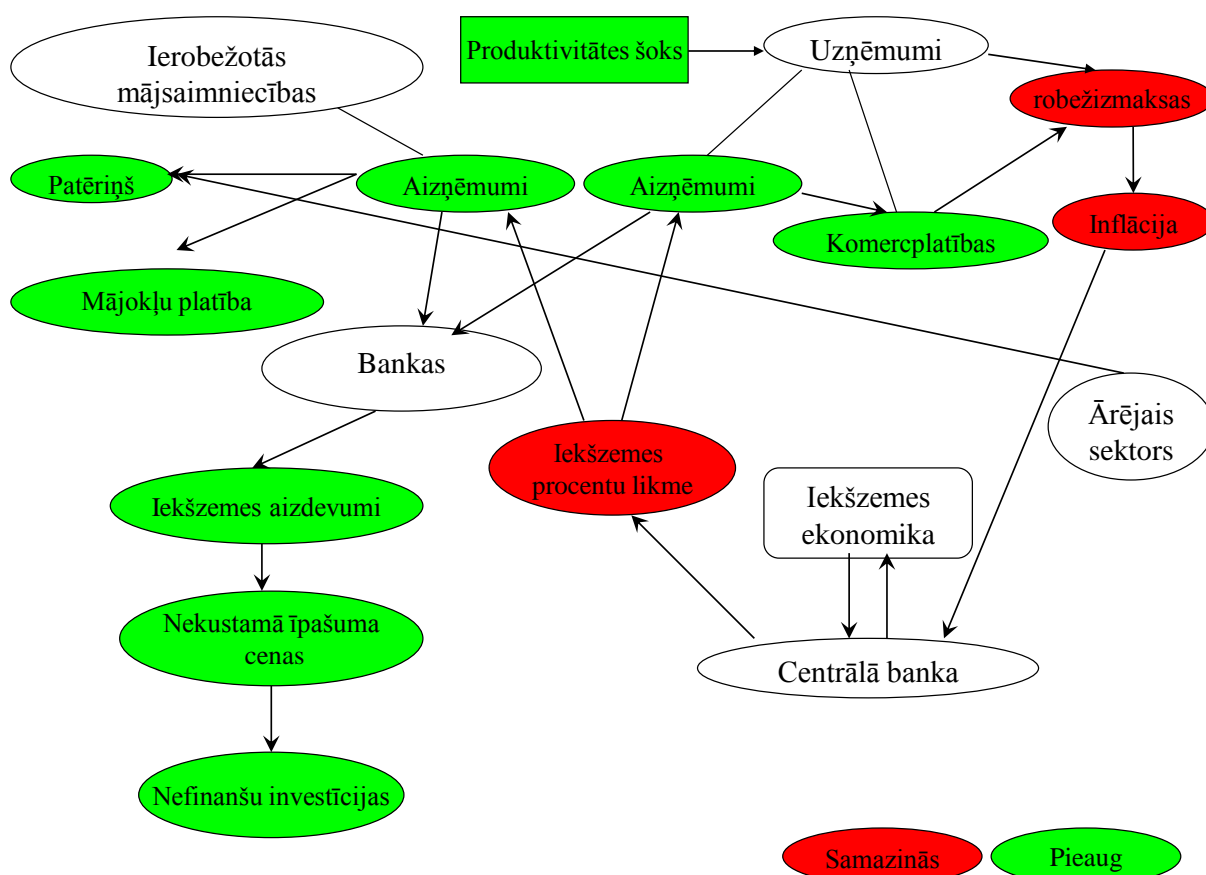 Ierobežotās
mājsaimniecības
Produktivitātes šoks
Uzņēmumi
robežizmaksas
Patēriņš
Aizņēmumi
Aizņēmumi
Komercplatības
Inflācija
Mājokļu platība
Bankas
Ārējais
sektors
Iekšzemes
procentu likme
Iekšzemes aizdevumi
Iekšzemes
ekonomika
Nekustamā īpašuma
cenas
Centrālā banka
Nefinanšu investīcijas
Samazinās
Pieaug